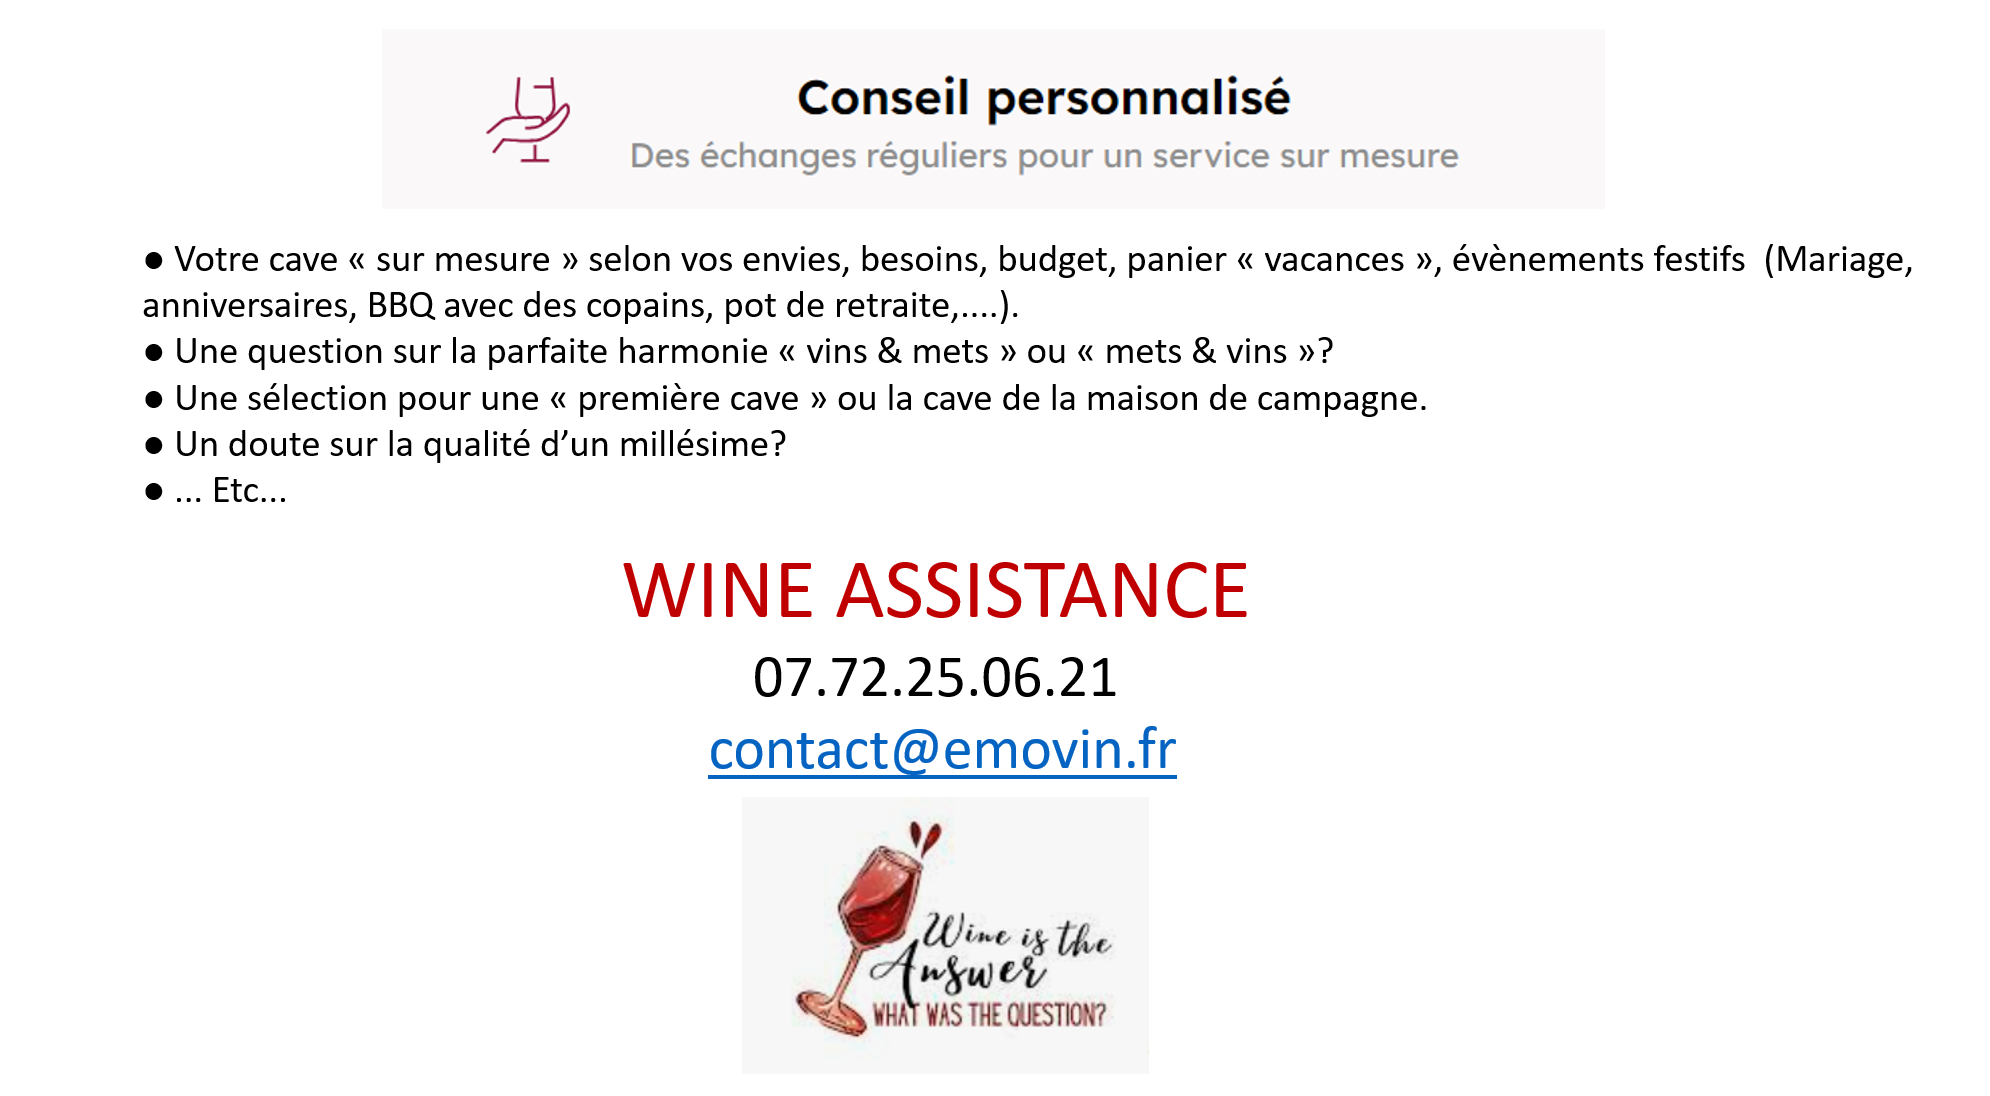 Conseil personnalisé
Des échanges réguliers pour un service sur mesure
● Votre cave « sur mesure » selon vos envies, besoins, budget, panier « vacances », évènements festifs  (Mariage,
anniversaires, BBQ avec des copains, pot de retraite,....).
● Une question sur la parfaite harmonie « vins & mets » ou « mets & vins »?
● Une sélection pour une « première cave » ou la cave de la maison de campagne.
● Un doute sur la qualité d’un millésime?
● ... Etc...
WINE ASSISTANCE
07.72.25.06.21
contact@emovin.fr
Wine is the
Answer
WHAT WAS THE QUESTION?